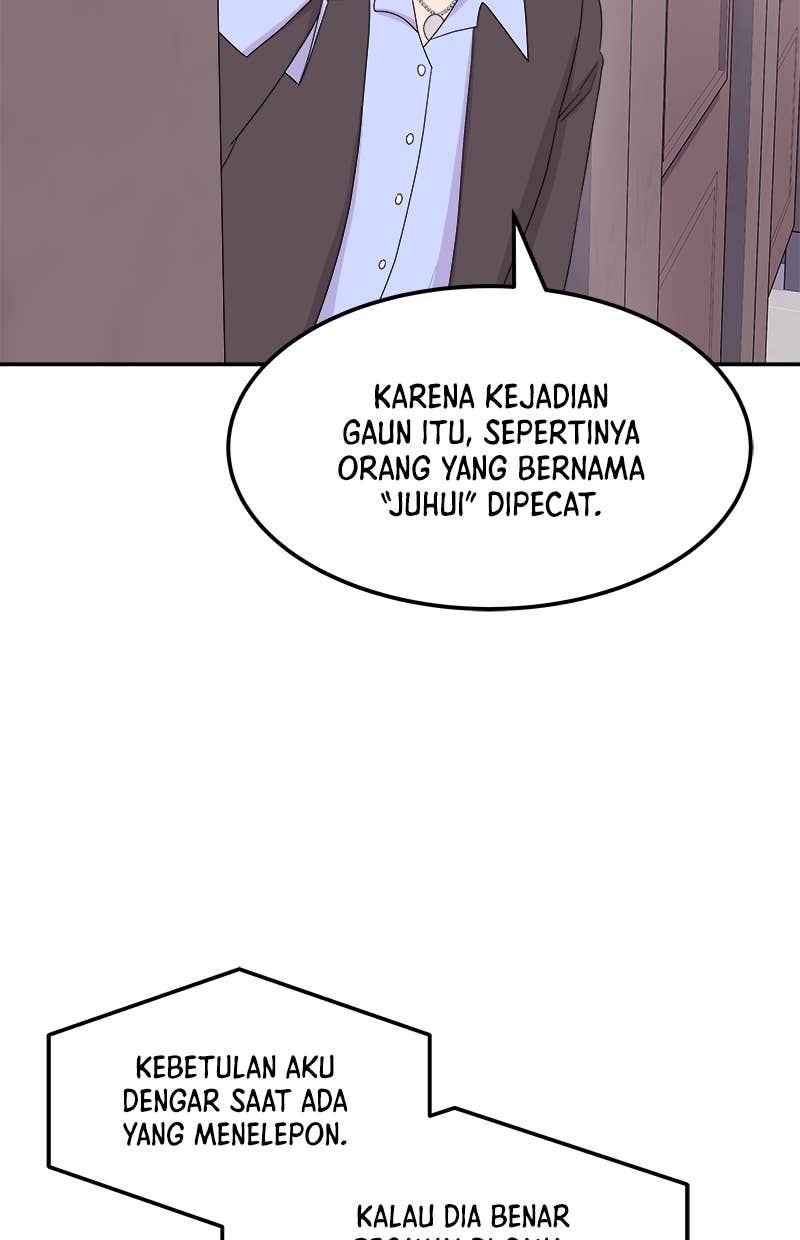 KARENA KEJADIAN
GAUN ITU, SEPERTINYA
ORANG YANG BERNAMA
“JUHUI” DIPECAT.
KEBETULAN AKU
DENGAR SAAT ADA
YANG MENELEPON.
KALAU DIA BENAR